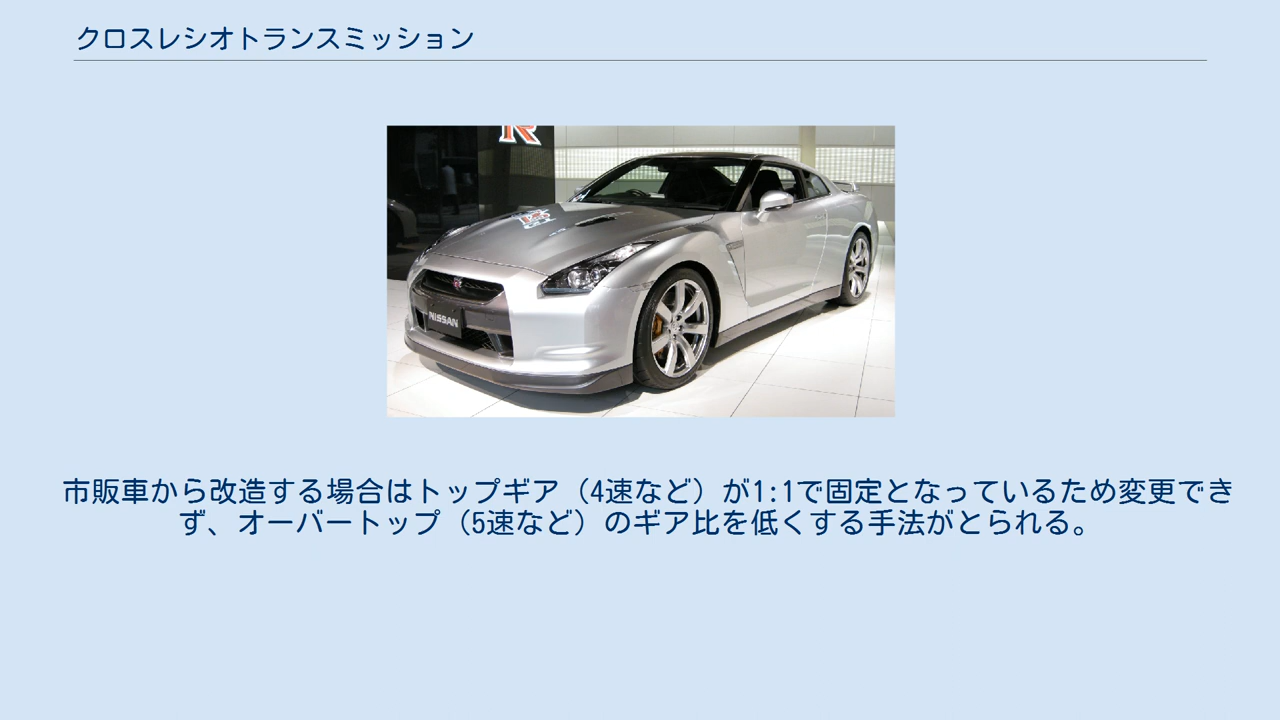 クロスレシオトランスミッション
R
NISSAN
市販車から改造する場合はトップギア（4速など）が1:1で固定となっているため変更でき
ず、オーバートップ（5速など）のギア比を低くする手法がとられる。